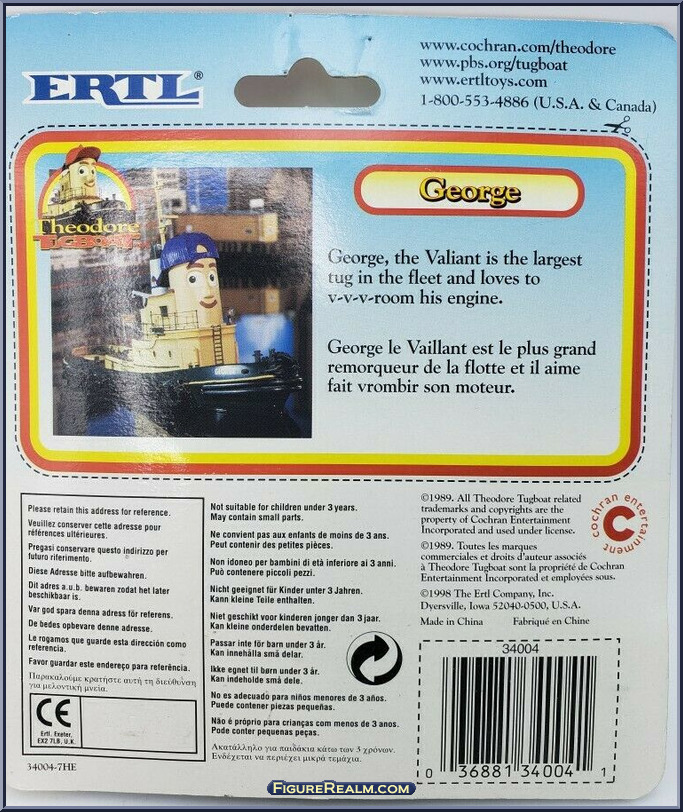 ERTL®
www.cochran.com/theodore
www.pbs.org/tugboat
www.ertltoys.com
1-800-553-4886 (U.S.A. & Canada)
Theodore
TUGBOAT
George
George, the Valiant is the largest
tug in the fleet and loves to
v-v-v-room his engine.
George le Vaillant est le plus grand
remorqueur de la flotte et il aime
fait vrombir son moteur.
Please retain this address for reference.
Veuillez conserver cette adresse pour
références ultérieures.
Pregasi conservare questo indirizzo per
futuro riferimento.
Diese Adresse bitte aufbewahren.
Dit adres a.u.b. bewaren zodat het later
beschikbaar is.
Var god spara denna adress för referens.
De bedes opbevare denne adresse.
Le rogamos que guarde esta dirección como
referencia.
Favor guardar este endereço para referência.
Παρακαλούμε κρατήστε αυτή τη διεύθυνση
για μελοντική μνεία.
CE
Ertl, Exeter,
EX2 7LB, U.K.
34004-7HE
Not suitable for children under 3 years.
May contain small parts.
Ne convient pas aux enfants de moins de 3 ans.
Peut contenir des petites pièces.
Non idoneo per bambini di età inferiore ai 3 anni.
Può contenere piccoli pezzi.
Nicht geeignet für Kinder unter 3 Jahren.
Kann kleine Teile enthalten.
Niet geschikt voor kinderen jonger dan 3 jaar.
Kan kleine onderdelen bevatten.
Passar inte för barn under 3 år.
Kan innehålla små delar.
Ikke egnet til børn under 3 år.
Kan indeholde små dele.
No es adecuado para niños menores de 3 años.
Puede contener piezas pequeñas.
Não é próprio para crianças com menos de 3 anos.
Pode conter pequenas peças.
Ακατάλληλο για παιδάκια κάτω των 3 χρονων.
Ενδέχεται να περιέχει μικρά τεμάχια.
©1989. All Theodore Tugboat related
trademarks and copyrights are the
property of Cochran Entertainment
Incorporated and used under license.
©1989. Toutes les marques
commerciales et droits d'auteur associés
à Theodore Tugboat sont la propriété de Cochran
Entertainment Incorporated et employées sous.
©1998 The Ertl Company, Inc.
Dyersville, Iowa 52040-0500, U.S.A.
Made in China Fabriqué en Chine
cochran entertainment
C
34004
0 36881 34004 1
FIGUREREALM.COM